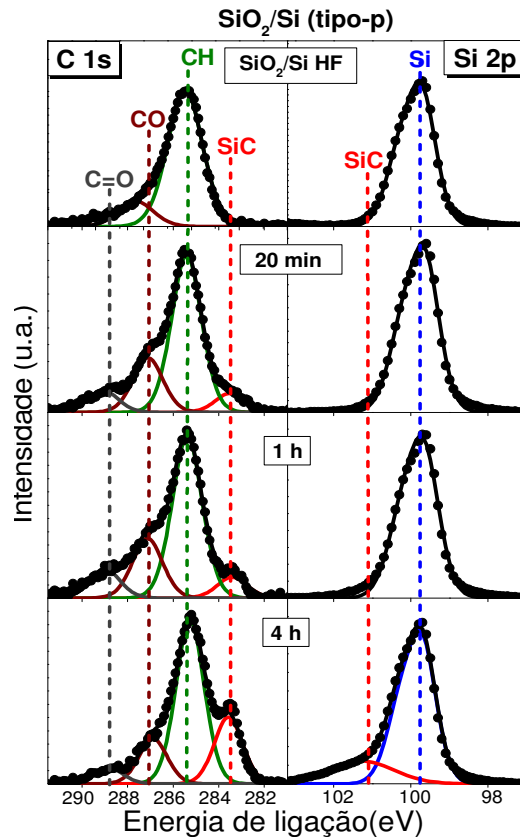 SiO₂/Si (tipo-p)
C 1s
CH
SiO₂/Si HF
Si
Si 2p
CO
SiC
SiC
C=O
20 min
1 h
4 h
Intensidade (u.a.)
290 288 286 284 282 102 100 98
Energia de ligação(eV)